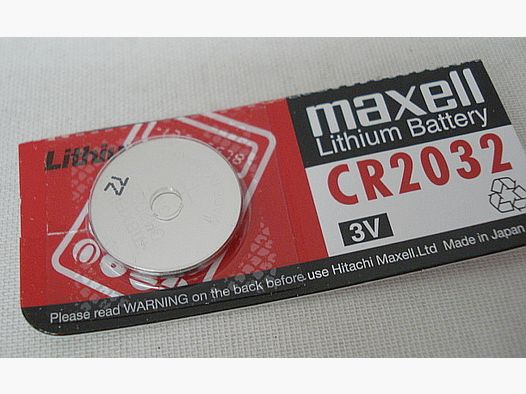 maxell
Lithium Battery
CR2032
3V
Lithiu
22
Please read WARNING on the back before use Hitachi Maxell.Ltd Made in Japan